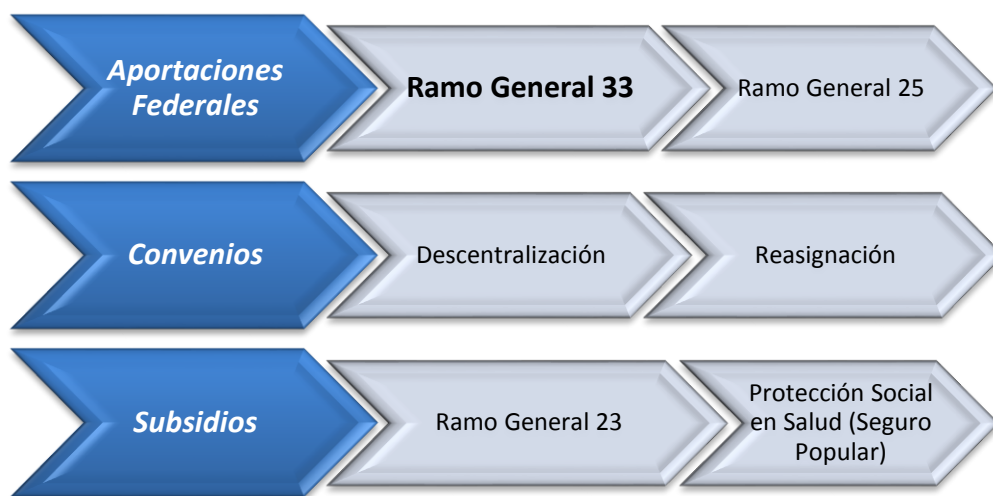 Aportaciones
Federales
Ramo General 33
Ramo General 25
Convenios
Descentralización
Reasignación
Subsidios
Ramo General 23
Protección Social
en Salud (Seguro
Popular)